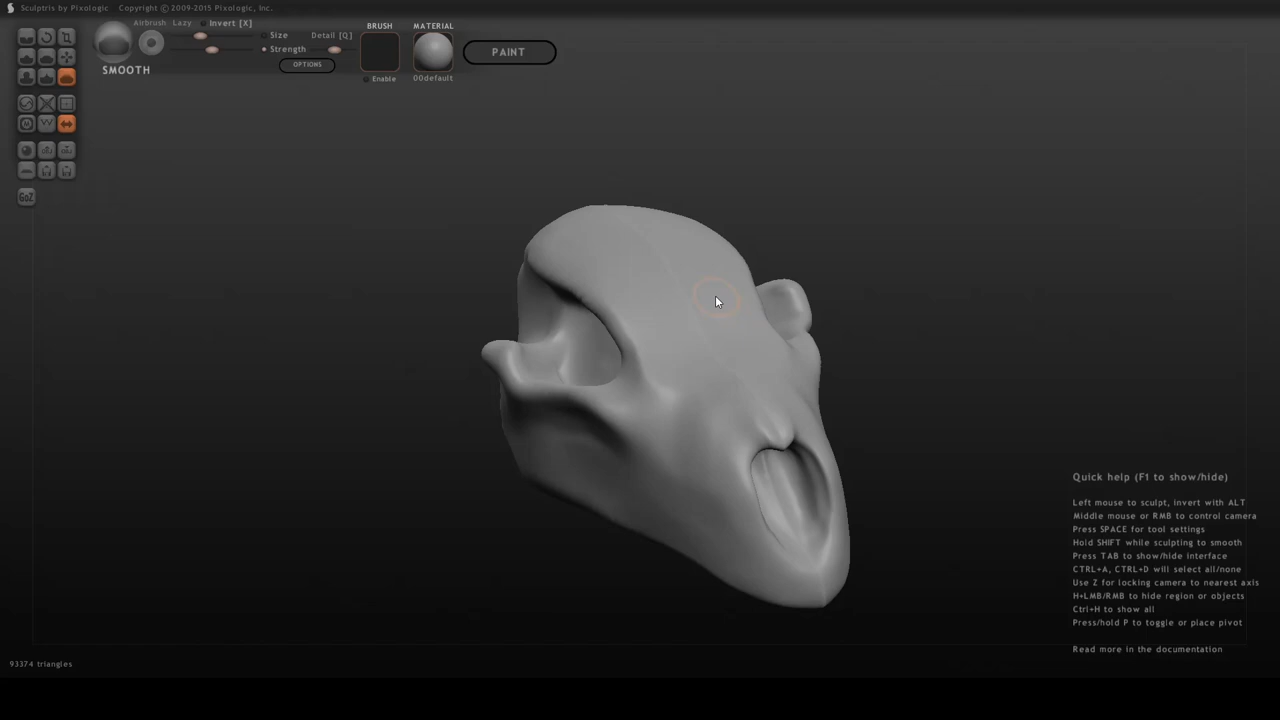 Sculptris by Pixologic Copyright © 2009-2015 Pixologic, Inc.
Airbrush Lazy Invert [X]
Size Detail [Q]
Strength
OPTIONS
SMOOTH
BRUSH
Enable
MATERIAL
00default
PAINT
GoZ
Quick help (F1 to show/hide)
Left mouse to sculpt, invert with ALT
Middle mouse or RMB to control camera
Press SPACE for tool settings
Hold SHIFT while sculpting to smooth
Press TAB to show/hide interface
CTRL+A, CTRL+D will select all/none
Use Z for locking camera to nearest axis
H+LMB/RMB to hide region or objects
Ctrl+H to show all
Press/hold P to toggle or place pivot
Read more in the documentation
93374 triangles